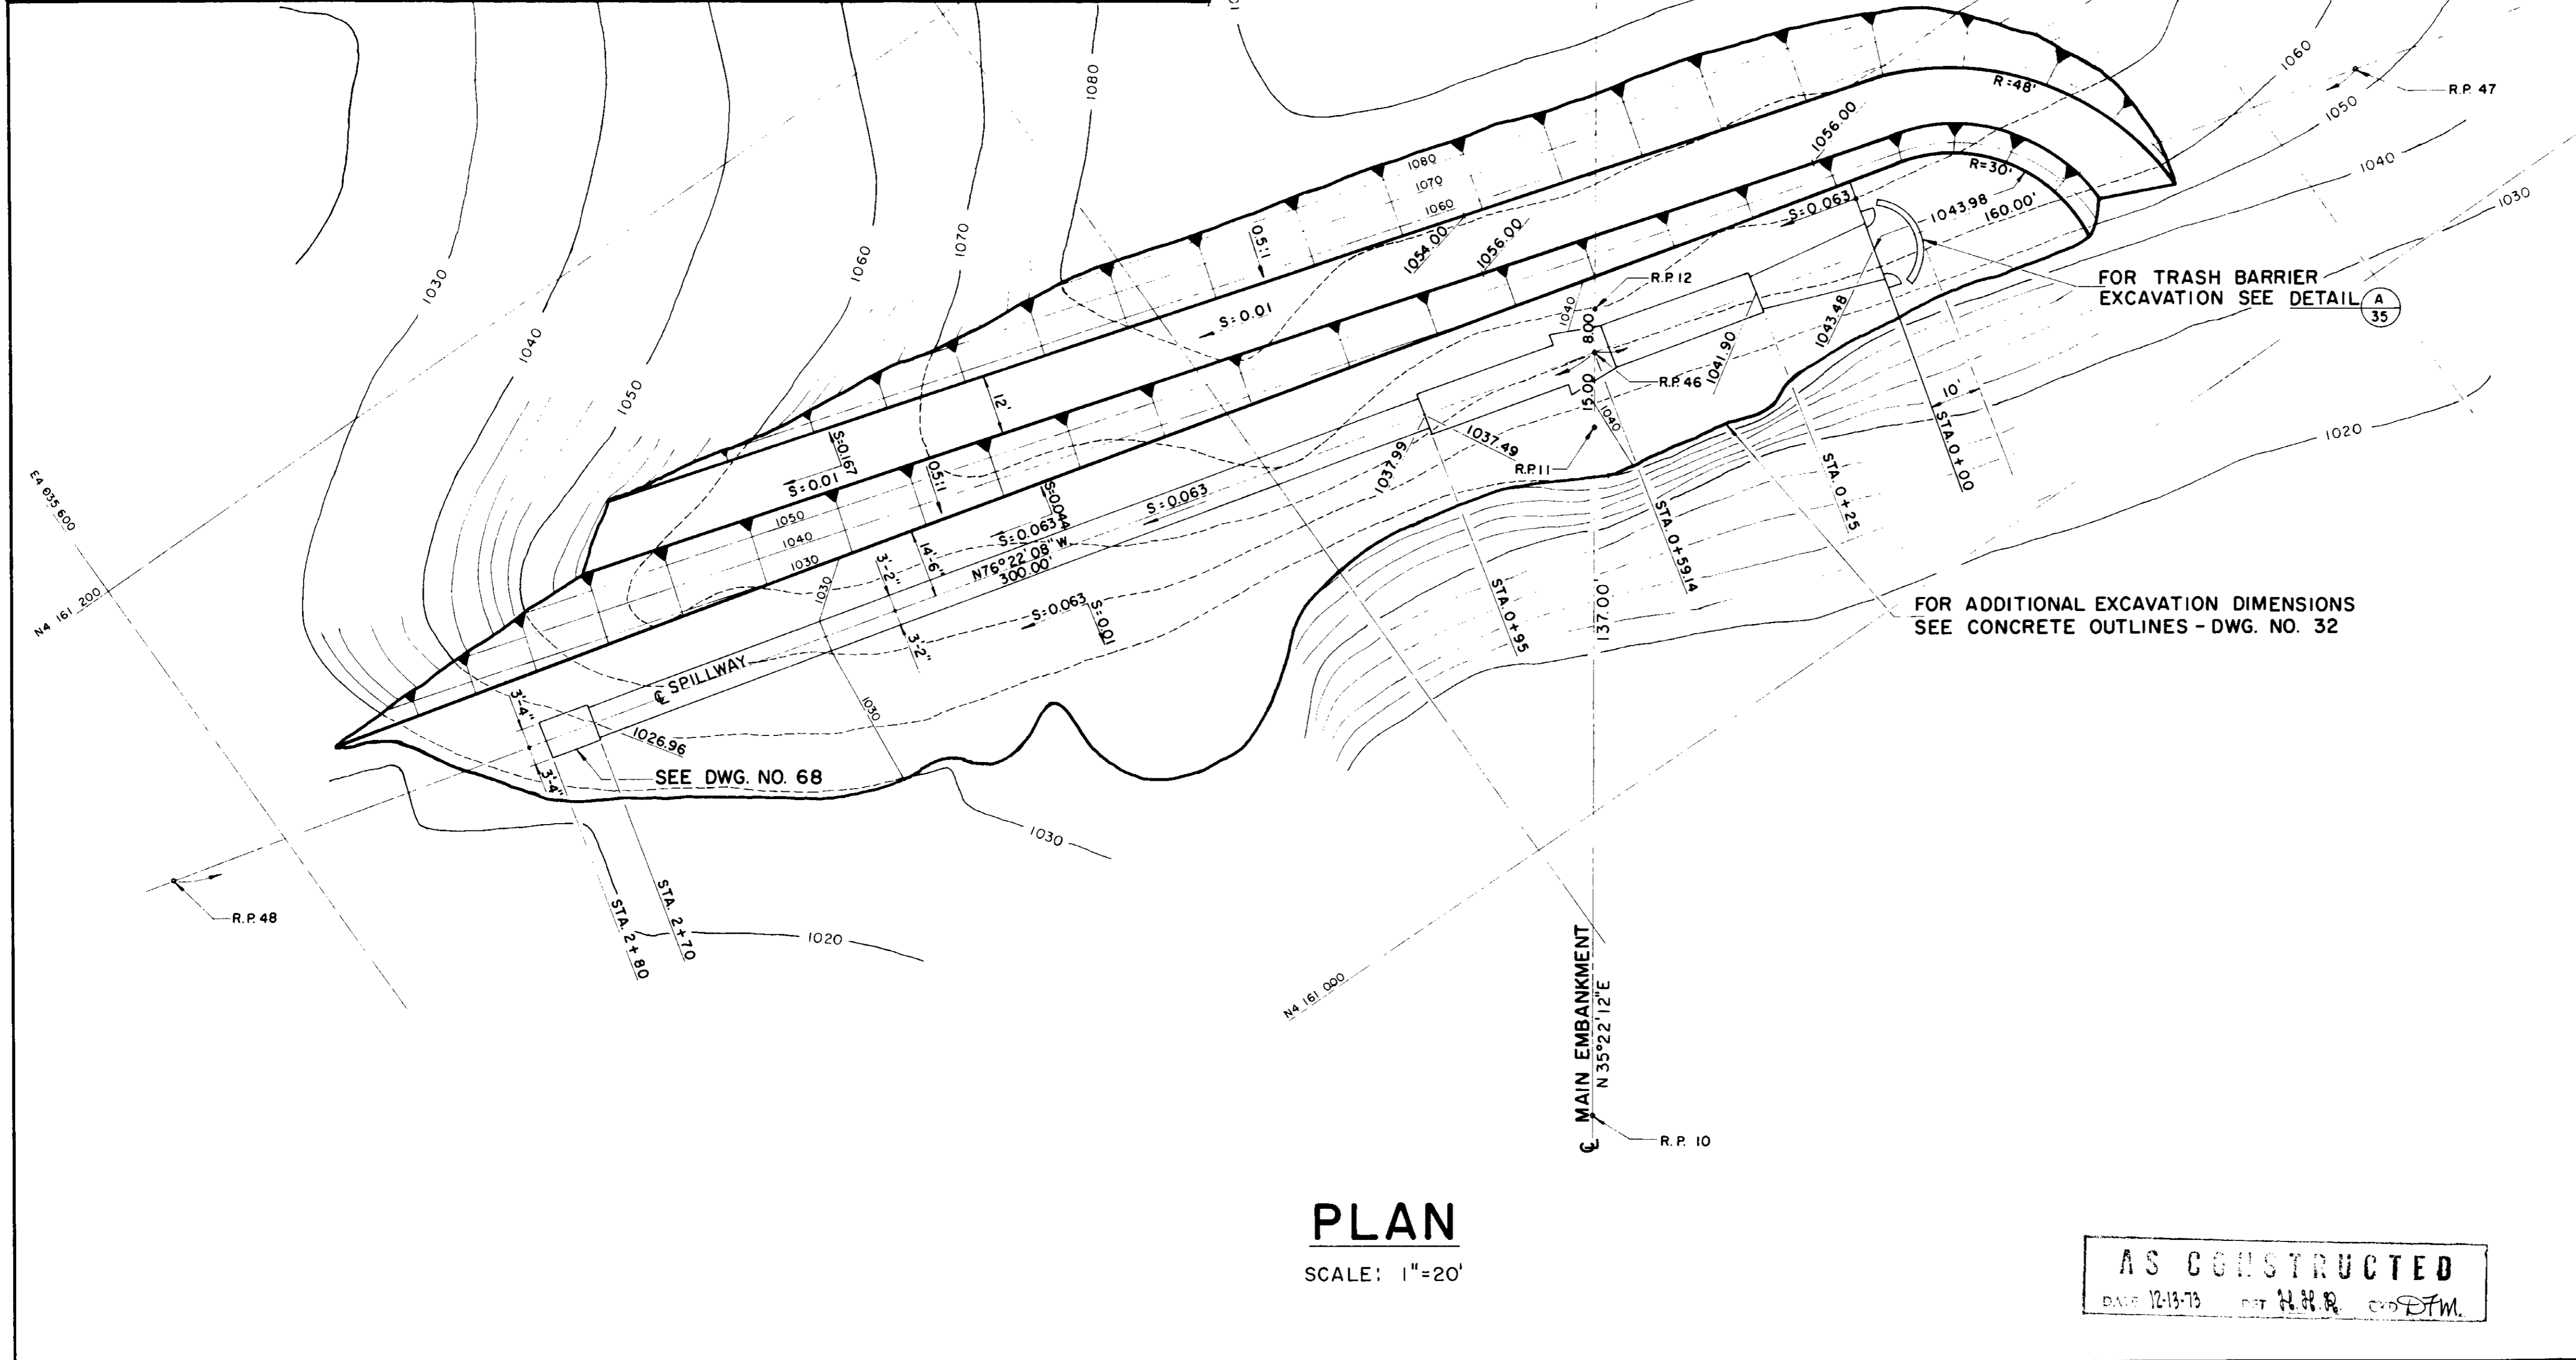 1080
1060
R.P. 47
R=48'
1050
1056.00
1040
1030
1080
1070
1060
R=30'
S=0.063
1043.98
160.00'
1054.00
1056.00
0.5:1
R.P. 12
FOR TRASH BARRIER
EXCAVATION SEE DETAIL A
35
1070
1060
1030
S=0.01
1040
8.00
1043.48
1041.90
1040
R.P. 46
1050
12'
15.00
1040
10'
STA. 0+00
1020
S=0.167
1037.49
R.P. 11
1037.99
STA. 0+25
S=0.01
0.5:1
S=0.044
S=0.063
E4 035 600
1050
1040
1030
S=0.063
STA. 0+59.14
14'-6"
N76°22'08"W
300.00'
N4 161 200
3'-2"
1030
S=0.063
S=0.01
STA. 0+95
137.00'
FOR ADDITIONAL EXCAVATION DIMENSIONS
SEE CONCRETE OUTLINES - DWG. NO. 32
3'-2"
℄ SPILLWAY
3'-4"
1030
1026.96
SEE DWG. NO. 68
3'-4"
1030
R.P. 48
STA. 2+70
STA. 2+80
1020
N4 161 000
℄ MAIN EMBANKMENT
N 35°22'12"E
R.P. 10
PLAN
SCALE: 1"=20'
AS CONSTRUCTED
DATE 12-13-73 DFT H.H.R. CKD DFM.